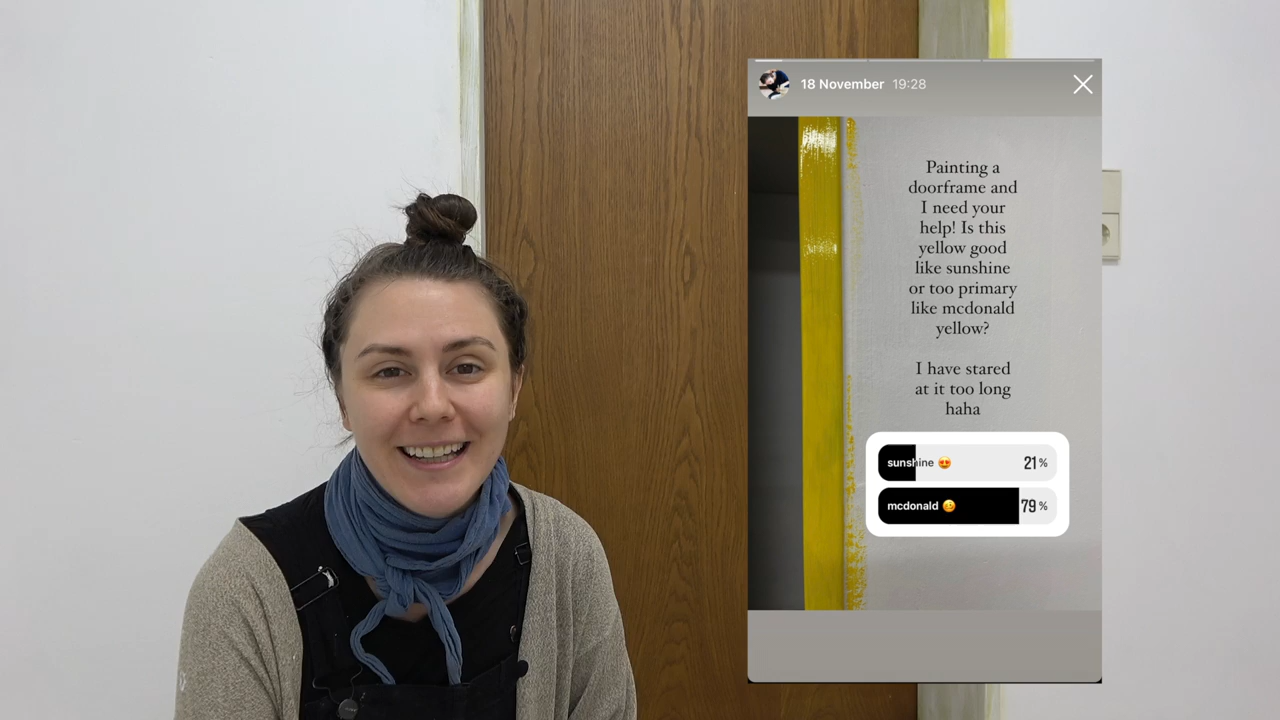 18 November 19:28
Painting a
doorframe and
I need your
help! Is this
yellow good
like sunshine
or too primary
like mcdonald
yellow?
I have stared
at it too long
haha
sunshine 😍 21%
mcdonald 🥴 79%